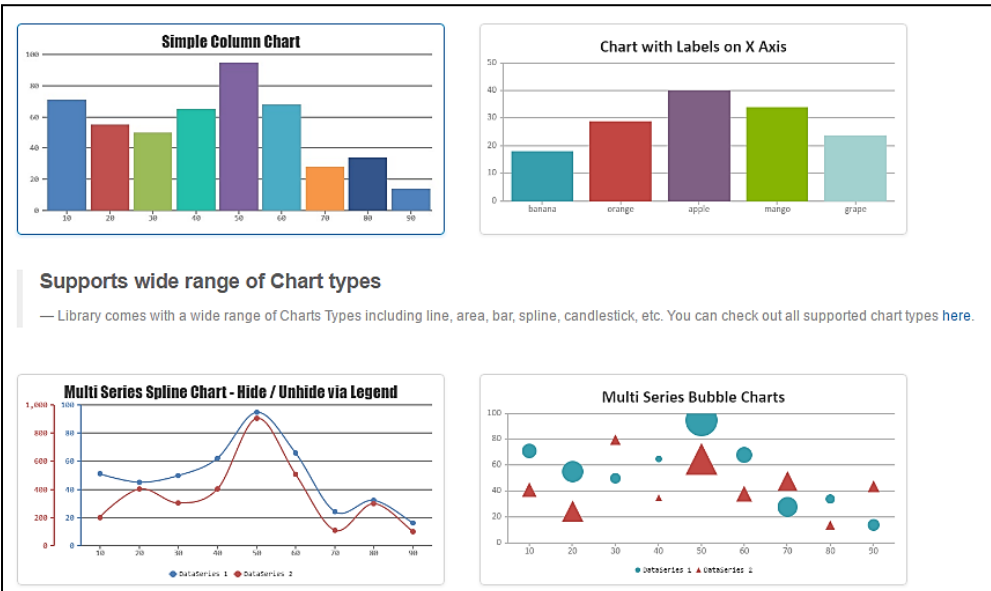 Simple Column Chart
100
80
60
40
20
0
10 20 30 40 50 60 70 80 90
Chart with Labels on X Axis
50
40
30
20
10
0
banana orange apple mango grape
Supports wide range of Chart types
— Library comes with a wide range of Charts Types including line, area, bar, spline, candlestick, etc. You can check out all supported chart types here.
Multi Series Spline Chart - Hide / Unhide via Legend
1,000 100
800 80
600 60
400 40
200 20
0 0
10 20 30 40 50 60 70 80 90
DataSeries 1 DataSeries 2
Multi Series Bubble Charts
100
80
60
40
20
0
10 20 30 40 50 60 70 80 90
DataSeries 1 DataSeries 2